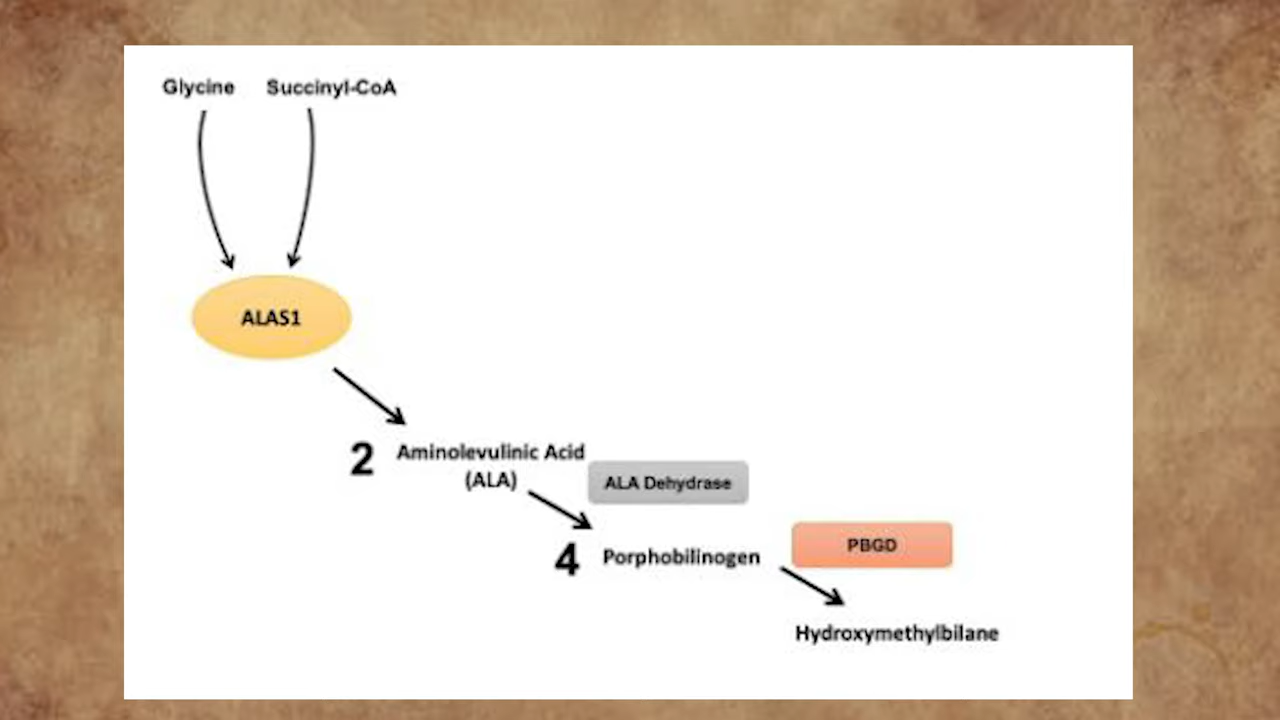 Glycine Succinyl-CoA
ALAS1
2 Aminolevulinic Acid
(ALA)
ALA Dehydrase
4 Porphobilinogen
PBGD
Hydroxymethylbilane